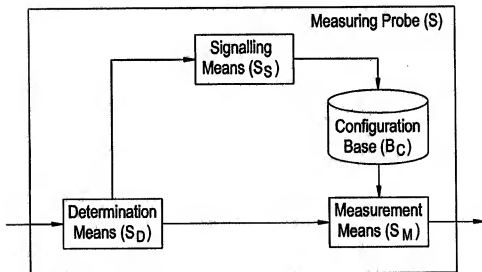 Measuring Probe (S)
Signalling
Means (S_S)
Configuration
Base (B_C)
Determination
Means (S_D)
Measurement
Means (S_M)